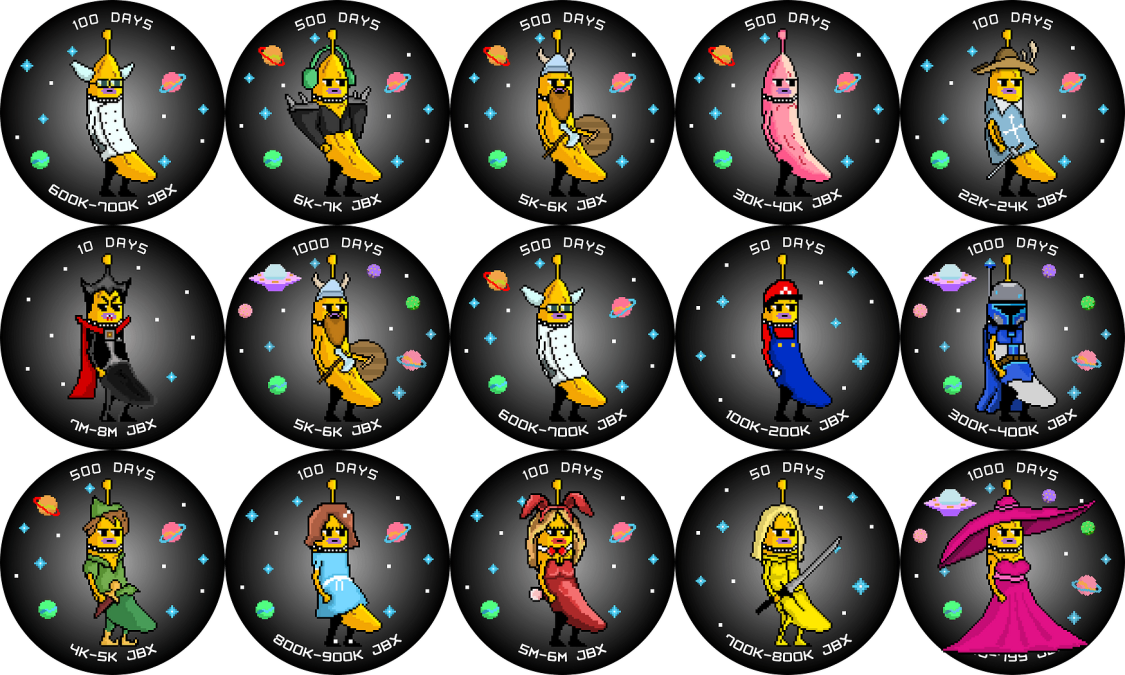 100 DAYS
600K-700K JBX
500 DAYS
6K-7K JBX
500 DAYS
5K-6K JBX
500 DAYS
30K-40K JBX
100 DAYS
22K-24K JBX
10 DAYS
7M-8M JBX
1000 DAYS
5K-6K JBX
500 DAYS
600K-700K JBX
50 DAYS
100K-200K JBX
1000 DAYS
300K-400K JBX
500 DAYS
4K-5K JBX
100 DAYS
800K-900K JBX
100 DAYS
5M-6M JBX
50 DAYS
700K-800K JBX
1000 DAYS